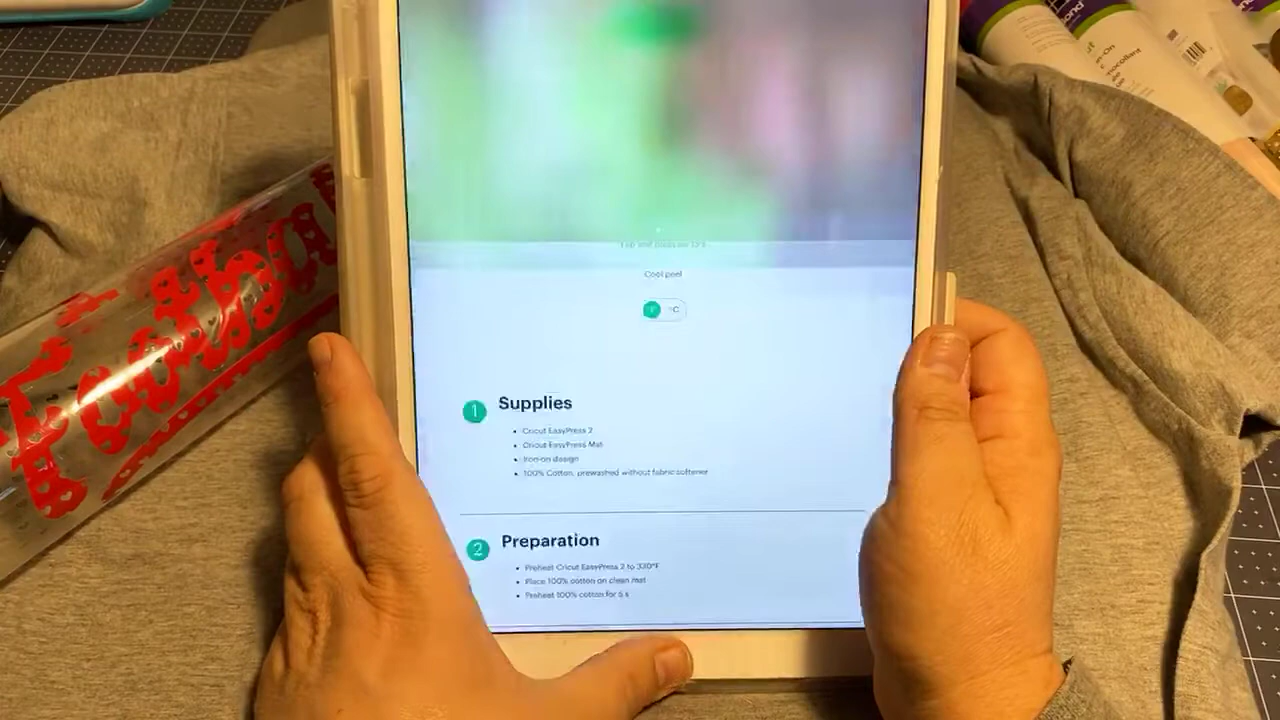 Cool peel
°C
1 Supplies
• Cricut EasyPress 2
• Cricut EasyPress Mat
• Iron-on design
• 100% Cotton, prewashed without fabric softener
2 Preparation
• Preheat Cricut EasyPress 2 to 330°F
• Place 100% cotton on clean mat
• Preheat 100% cotton for 5 s
Footba